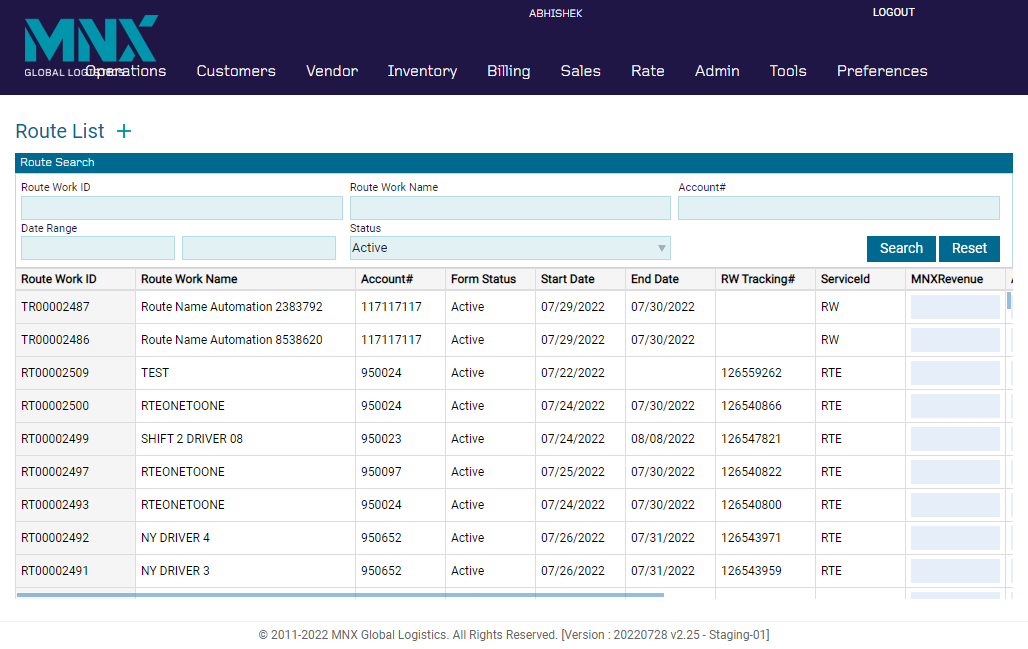 ABHISHEK LOGOUT
MNX
GLOBAL LOGISTICS
Operations Customers Vendor Inventory Billing Sales Rate Admin Tools Preferences
Route List +
Route Search
Route Work ID Route Work Name Account#
Date Range Status
Active Search Reset
Route Work ID Route Work Name Account# Form Status Start Date End Date RW Tracking# ServiceId MNXRevenue
TR00002487 Route Name Automation 2383792 117117117 Active 07/29/2022 07/30/2022 RW
TR00002486 Route Name Automation 8538620 117117117 Active 07/29/2022 07/30/2022 RW
RT00002509 TEST 950024 Active 07/22/2022 126559262 RTE
RT00002500 RTEONETOONE 950024 Active 07/24/2022 07/30/2022 126540866 RTE
RT00002499 SHIFT 2 DRIVER 08 950023 Active 07/24/2022 08/08/2022 126547821 RTE
RT00002497 RTEONETOONE 950097 Active 07/25/2022 07/30/2022 126540822 RTE
RT00002493 RTEONETOONE 950024 Active 07/24/2022 07/30/2022 126540800 RTE
RT00002492 NY DRIVER 4 950652 Active 07/26/2022 07/31/2022 126543971 RTE
RT00002491 NY DRIVER 3 950652 Active 07/26/2022 07/31/2022 126543959 RTE
© 2011-2022 MNX Global Logistics. All Rights Reserved. [Version : 20220728 v2.25 - Staging-01]